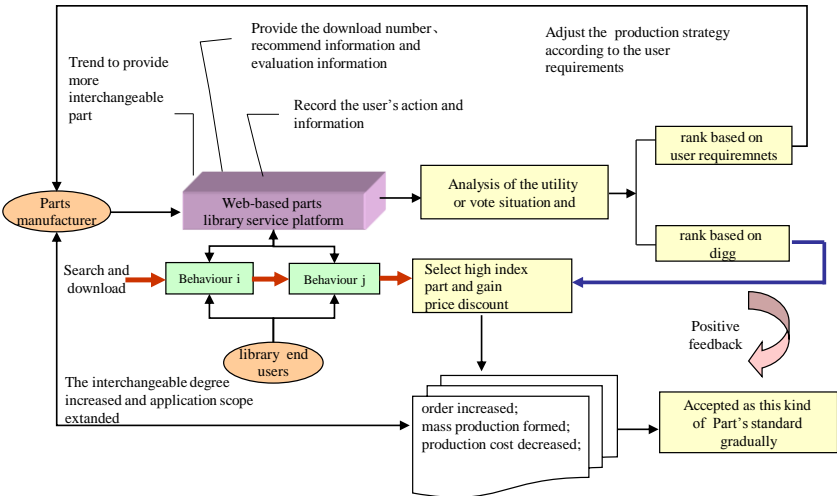 Provide the download number、
recommend information and
evaluation information
Adjust the production strategy
according to the user
requirements
Trend to provide
more
interchangeable
part
Record the user's action and
information
rank based on
user requiremnets
Parts
manufacturer
Web-based parts
library service platform
Analysis of the utility
or vote situation and
rank based on
digg
Search and
download
Behaviour i
Behaviour j
Select high index
part and gain
price discount
Positive
feedback
library end
users
The interchangeable degree
increased and application scope
extanded
order increased;
mass production formed;
production cost decreased;
Accepted as this kind
of Part's standard
gradually